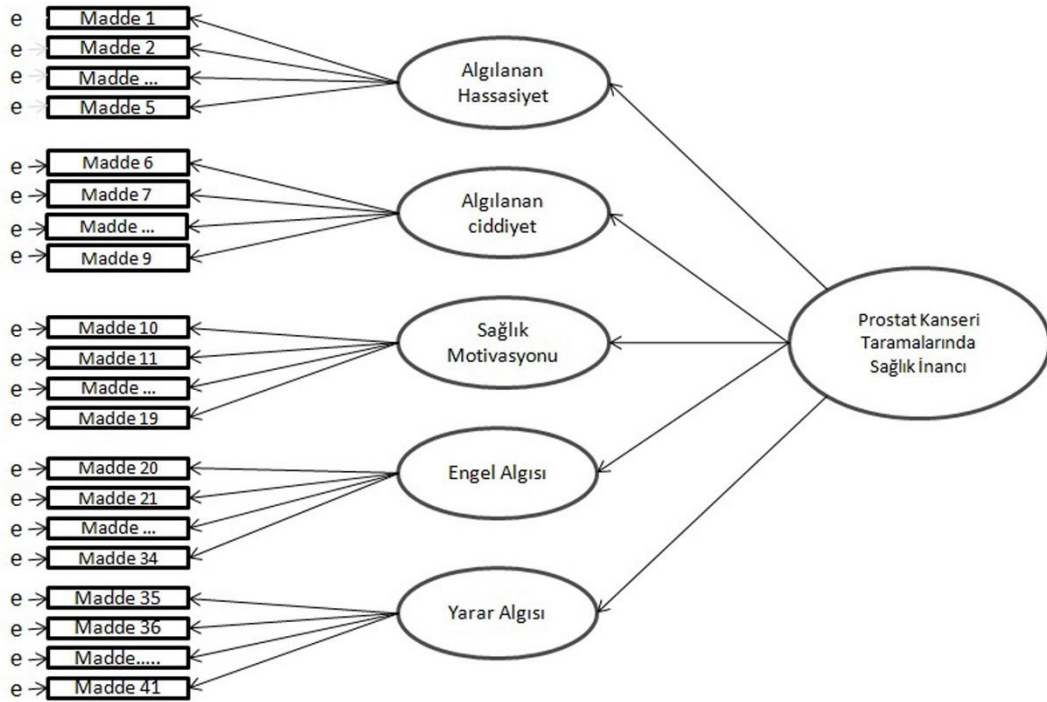 e Madde 1
e Madde 2
e Madde ...
e Madde 5
Algılanan
Hassasiyet
e Madde 6
e Madde 7
e Madde ...
e Madde 9
Algılanan
ciddiyet
e Madde 10
e Madde 11
e Madde ...
e Madde 19
Sağlık
Motivasyonu
e Madde 20
e Madde 21
e Madde ...
e Madde 34
Engel Algısı
e Madde 35
e Madde 36
e Madde.....
e Madde 41
Yarar Algısı
Prostat Kanseri
Taramalarında
Sağlık İnancı